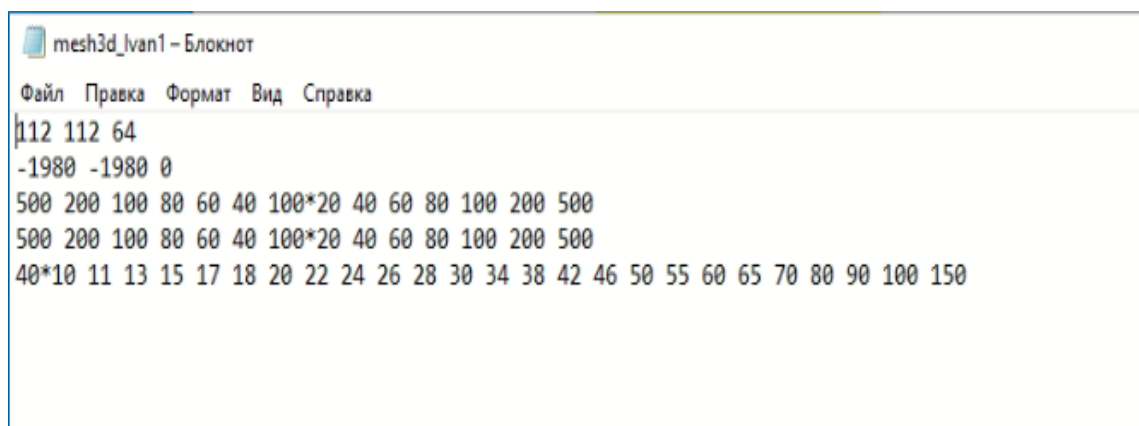 mesh3d_lvan1 – Блокнот
Файл Правка Формат Вид Справка
112 112 64
-1980 -1980 0
500 200 100 80 60 40 100*20 40 60 80 100 200 500
500 200 100 80 60 40 100*20 40 60 80 100 200 500
40*10 11 13 15 17 18 20 22 24 26 28 30 34 38 42 46 50 55 60 65 70 80 90 100 150